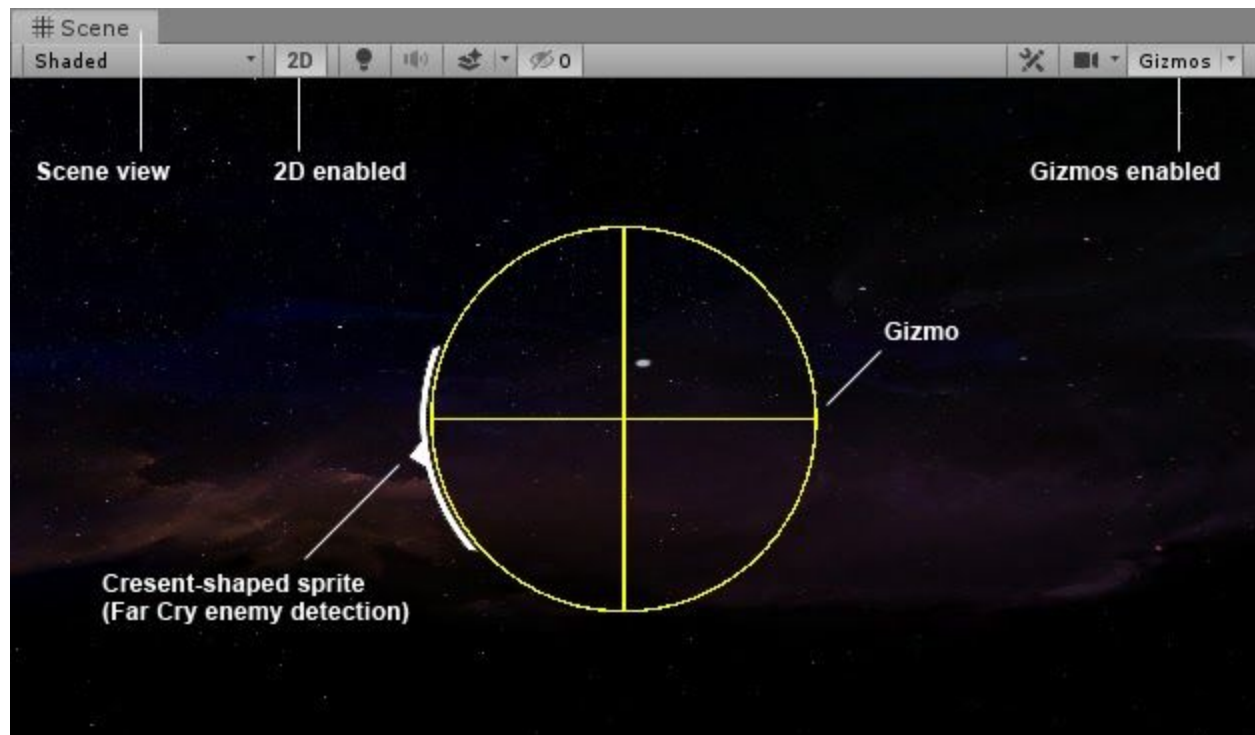 Scene
Shaded 2D 0 Gizmos
Scene view 2D enabled Gizmos enabled
Gizmo
Cresent-shaped sprite
(Far Cry enemy detection)